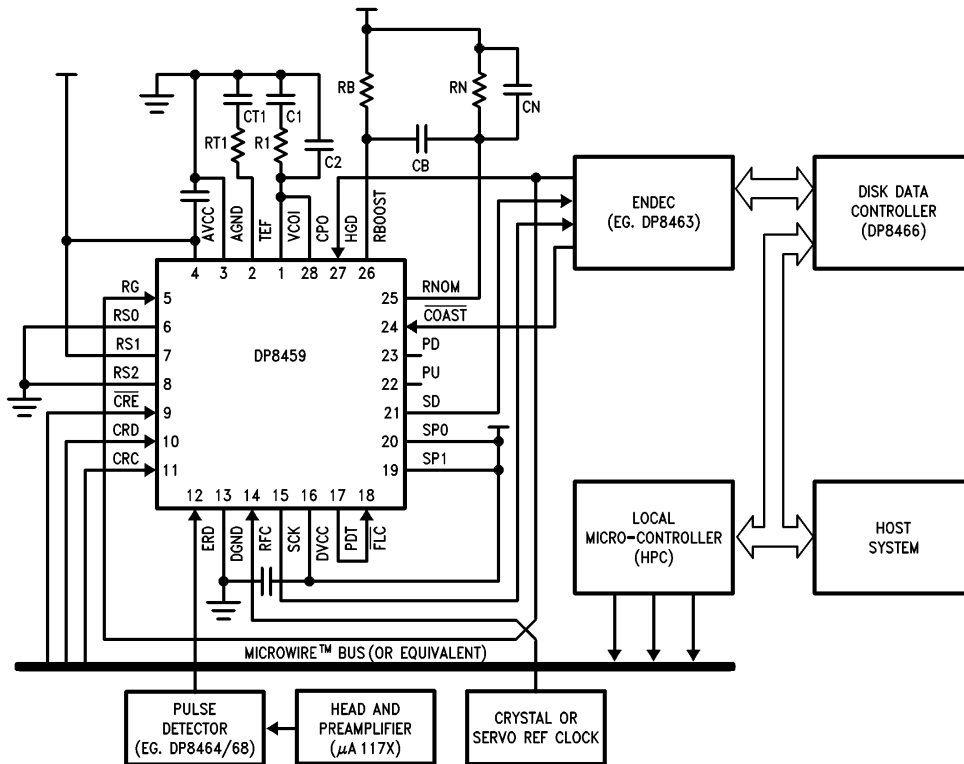 RB
RN
CN
CB
CT1
C1
RT1
R1
C2
AVCC
AGND
TEF
VCOI
CPO
HGD
RBOOST
4
3
2
1
28
27
26
RG
5
RS0
6
RS1
7
RS2
8
CRE
9
CRD
10
CRC
11
DP8459
25
RNOM
24
COAST
23
PD
22
PU
21
SD
20
SP0
19
SP1
12
13
14
15
16
17
18
ERD
DGND
RFC
SCK
DVCC
PDT
FLC
ENDEC
(EG. DP8463)
DISK DATA
CONTROLLER
(DP8466)
LOCAL
MICRO-CONTROLLER
(HPC)
HOST
SYSTEM
MICROWIRE™ BUS (OR EQUIVALENT)
PULSE
DETECTOR
(EG. DP8464/68)
HEAD AND
PREAMPLIFIER
(μA 117X)
CRYSTAL OR
SERVO REF CLOCK